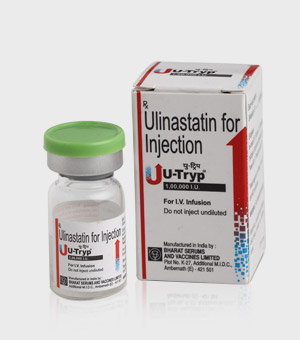 Rx
Ulinastatin for
Injection
यू-ट्रिप
U-Tryp
1,00,000 I.U.
For I.V. Infusion
Do not inject undiluted
Manufactured in India by :
BHARAT SERUMS
AND VACCINES LIMITED
Plot No. K-27, Additional M.I.D.C.,
Ambernath (E) - 421 501
Ulinastatin for Injection
U-Tryp
For I.V. Infusion
Do not inject undiluted
BHARAT SERUMS
AND VACCINES LIMITED